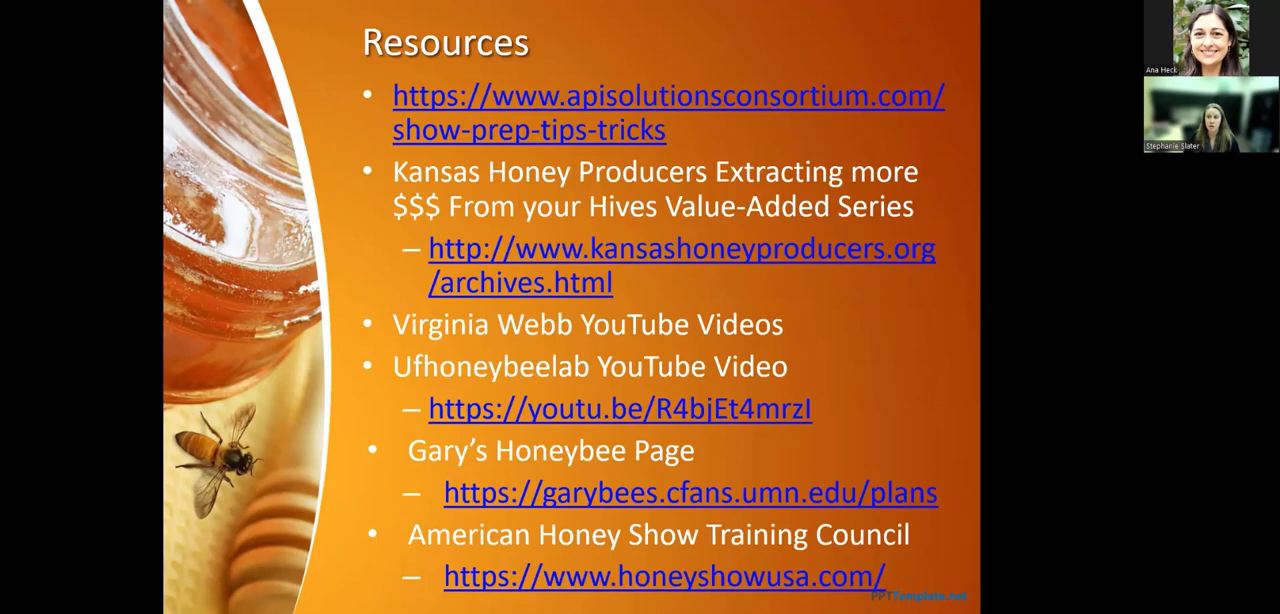 Resources
• https://www.apisolutionsconsortium.com/
show-prep-tips-tricks
• Kansas Honey Producers Extracting more
$$$ From your Hives Value-Added Series
– http://www.kansashoneyproducers.org
/archives.html
• Virginia Webb YouTube Videos
• Ufhoneybeelab YouTube Video
– https://youtu.be/R4bjEt4mrzI
• Gary’s Honeybee Page
– https://garybees.cfans.umn.edu/plans
• American Honey Show Training Council
– https://www.honeyshowusa.com/
PPTTemplate.net
Ana Heck
Stephanie Slater